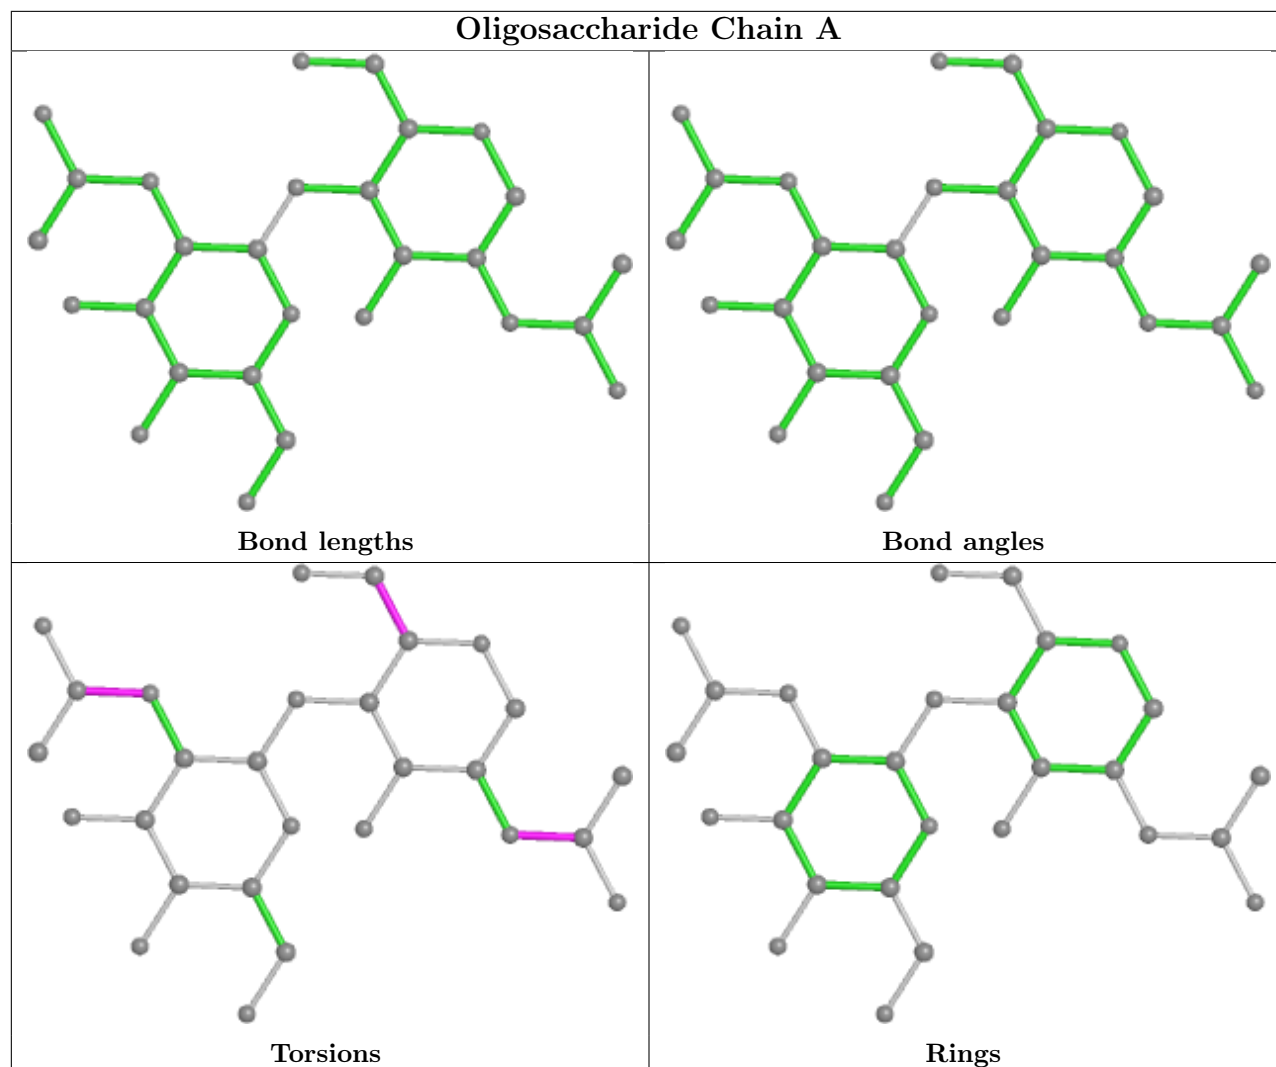 Oligosaccharide Chain A
Bond lengths
Bond angles
Torsions
Rings